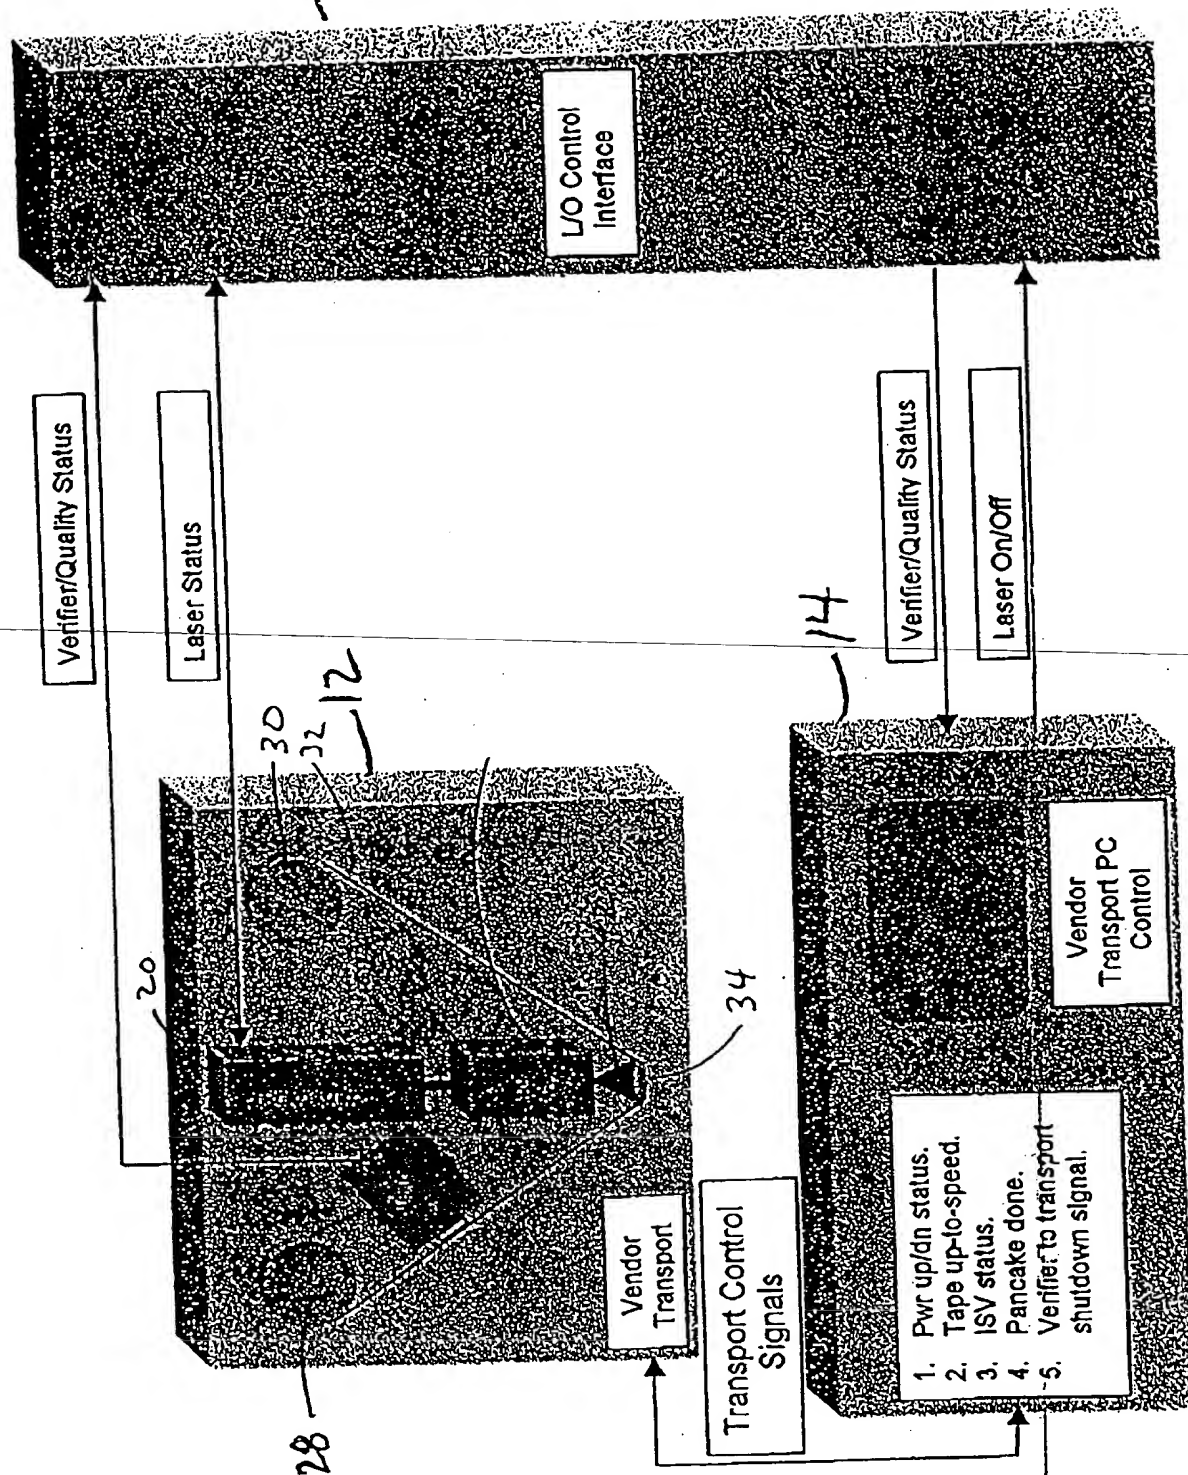 Verifier/Quality Status
Laser Status
L/O Control
Interface
Verifier/Quality Status
Laser On/Off
20
30
32
12
28
34
14
Vendor
Transport
Transport Control
Signals
1. Pwr up/dn status.
2. Tape up-to-speed.
3. ISV status.
4. Pancake done.
5. Verifier to transport
shutdown signal.
Vendor
Transport PC
Control